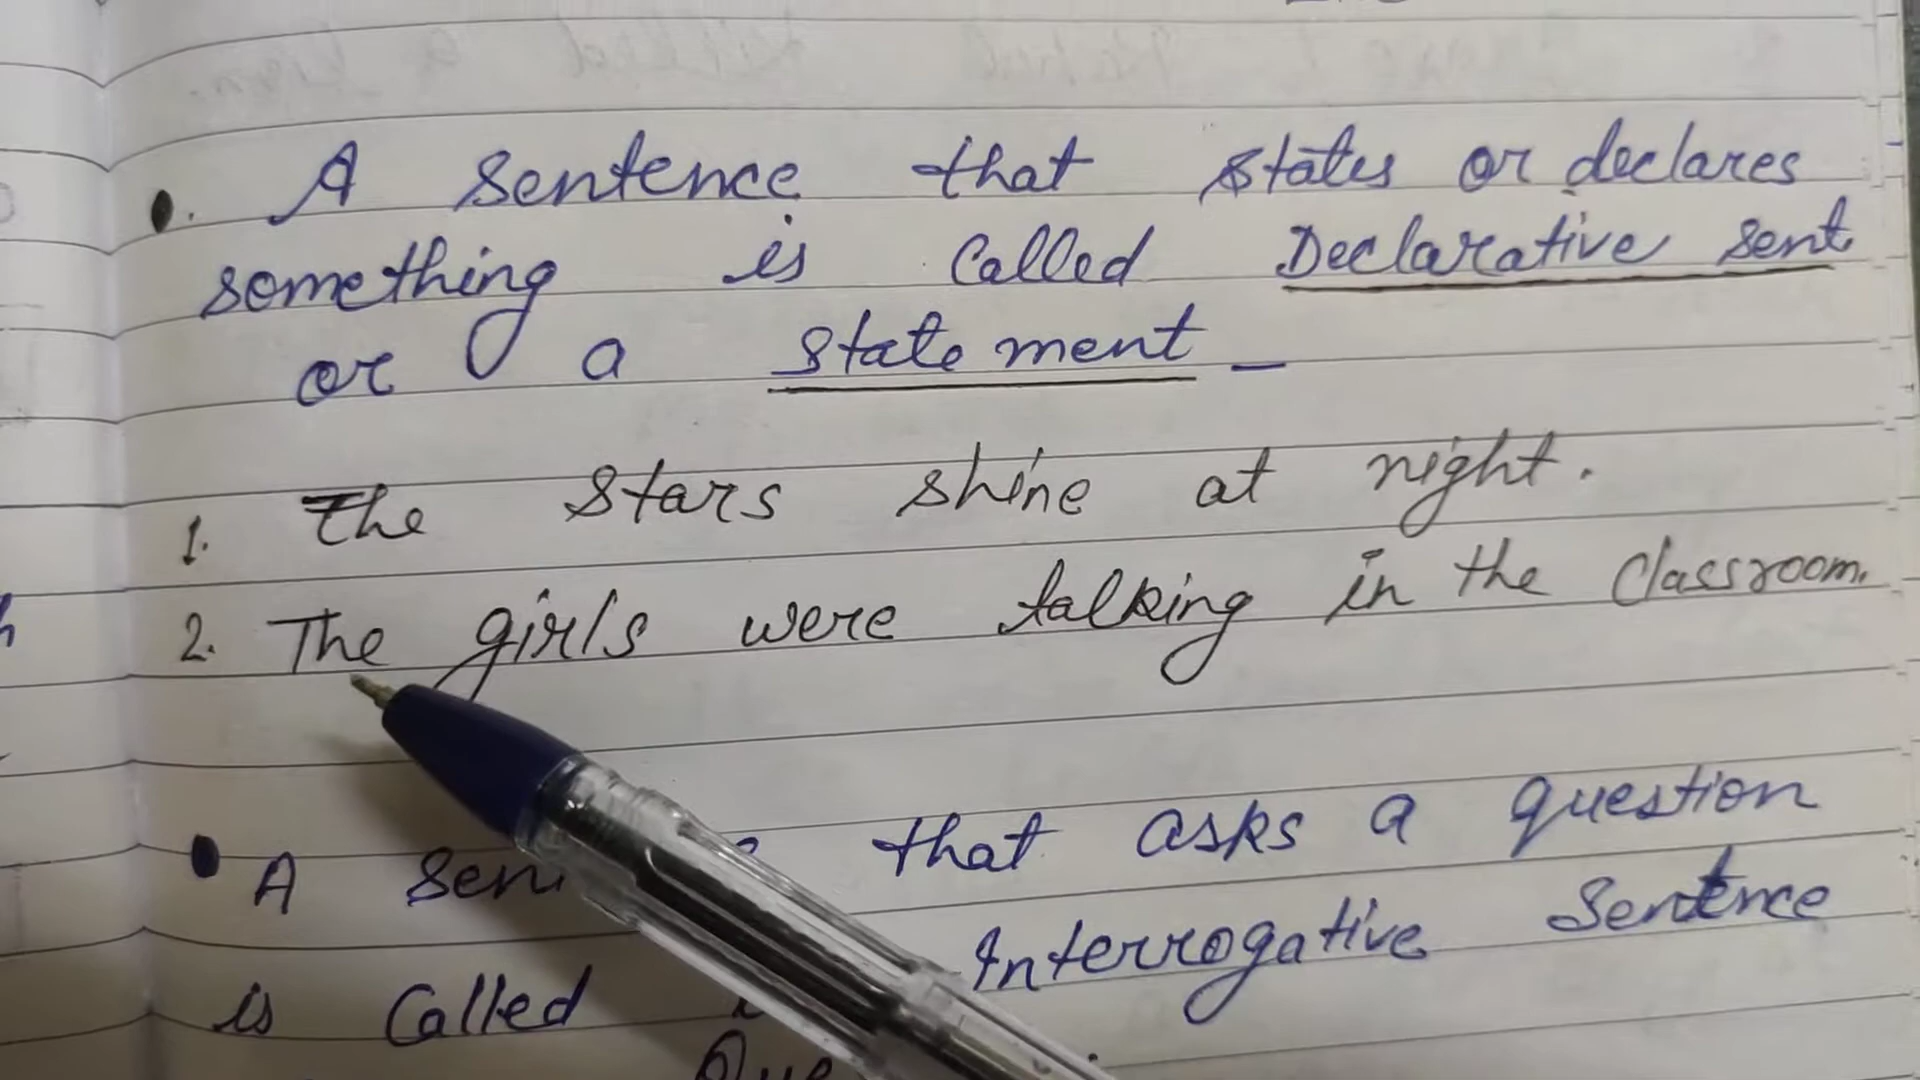 A sentence that states or declares
something is Called Declarative sent.
or a statement -
1. The stars shine at night.
2. The girls were talking in the Classroom.
A that asks a question
is Called Interrogative Sentence